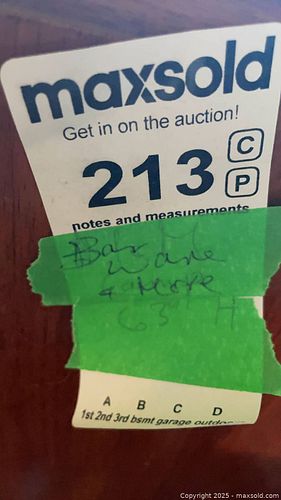 maxsold
Get in on the auction!
213
C
P
notes and measurements
Bar
Ware
& More
63" H
A B C D
1st 2nd 3rd bsmt garage outdoor
Copyright © 2025 - maxsold.com